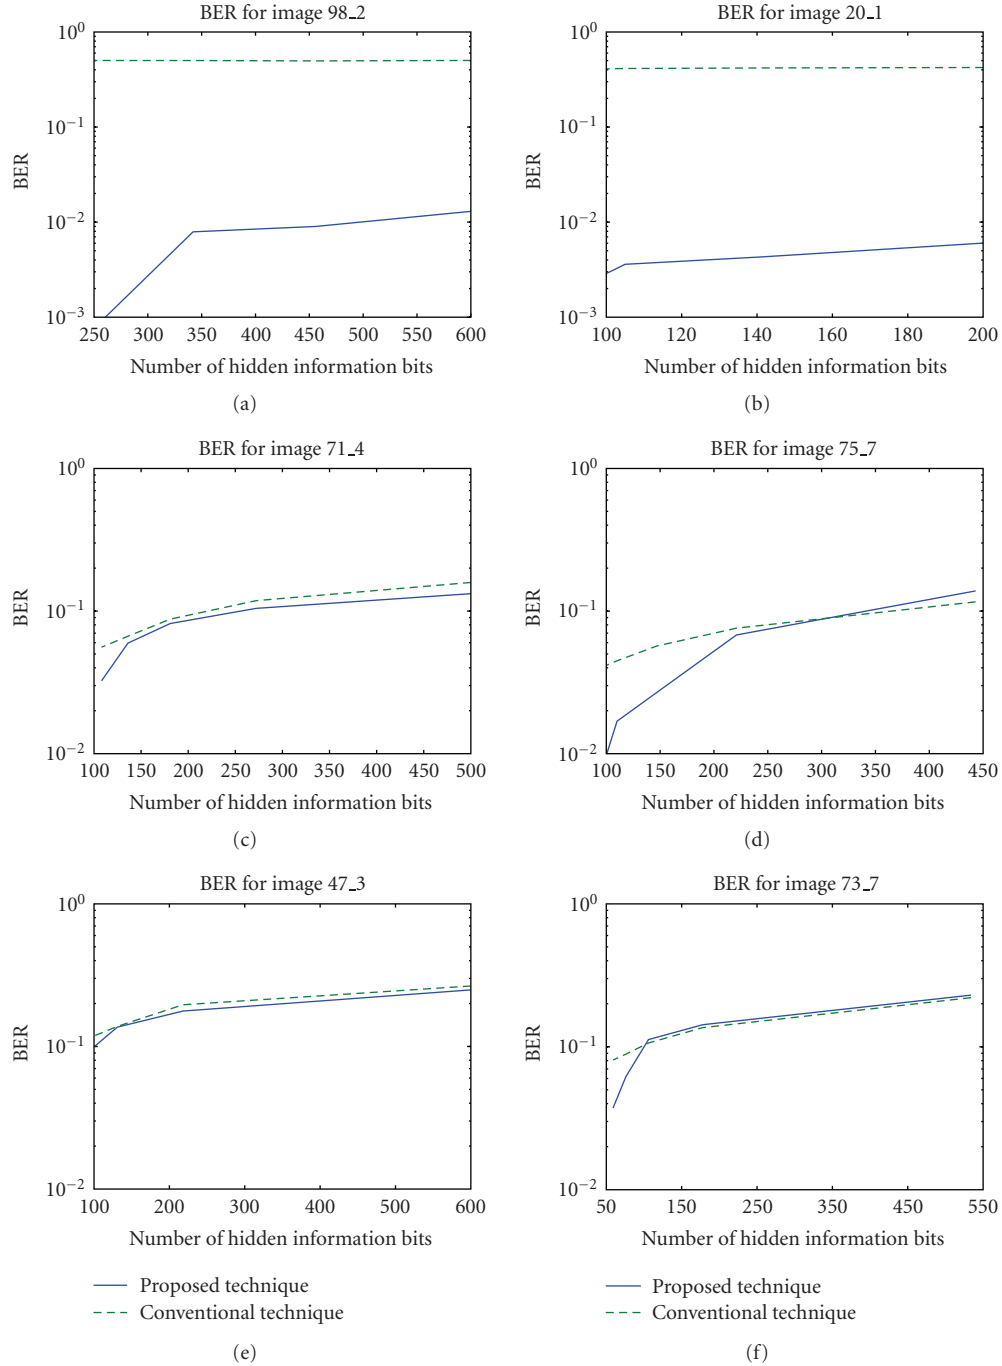 BER for image 98_2
10^0
10^-1
10^-2
10^-3
BER
250 300 350 400 450 500 550 600
Number of hidden information bits
(a)
BER for image 20_1
10^0
10^-1
10^-2
10^-3
BER
100 120 140 160 180 200
Number of hidden information bits
(b)
BER for image 71_4
10^0
10^-1
10^-2
BER
100 150 200 250 300 350 400 450 500
Number of hidden information bits
(c)
BER for image 75_7
10^0
10^-1
10^-2
BER
100 150 200 250 300 350 400 450
Number of hidden information bits
(d)
BER for image 47_3
10^0
10^-1
10^-2
BER
100 200 300 400 500 600
Number of hidden information bits
Proposed technique
Conventional technique
(e)
BER for image 73_7
10^0
10^-1
10^-2
BER
50 150 250 350 450 550
Number of hidden information bits
Proposed technique
Conventional technique
(f)